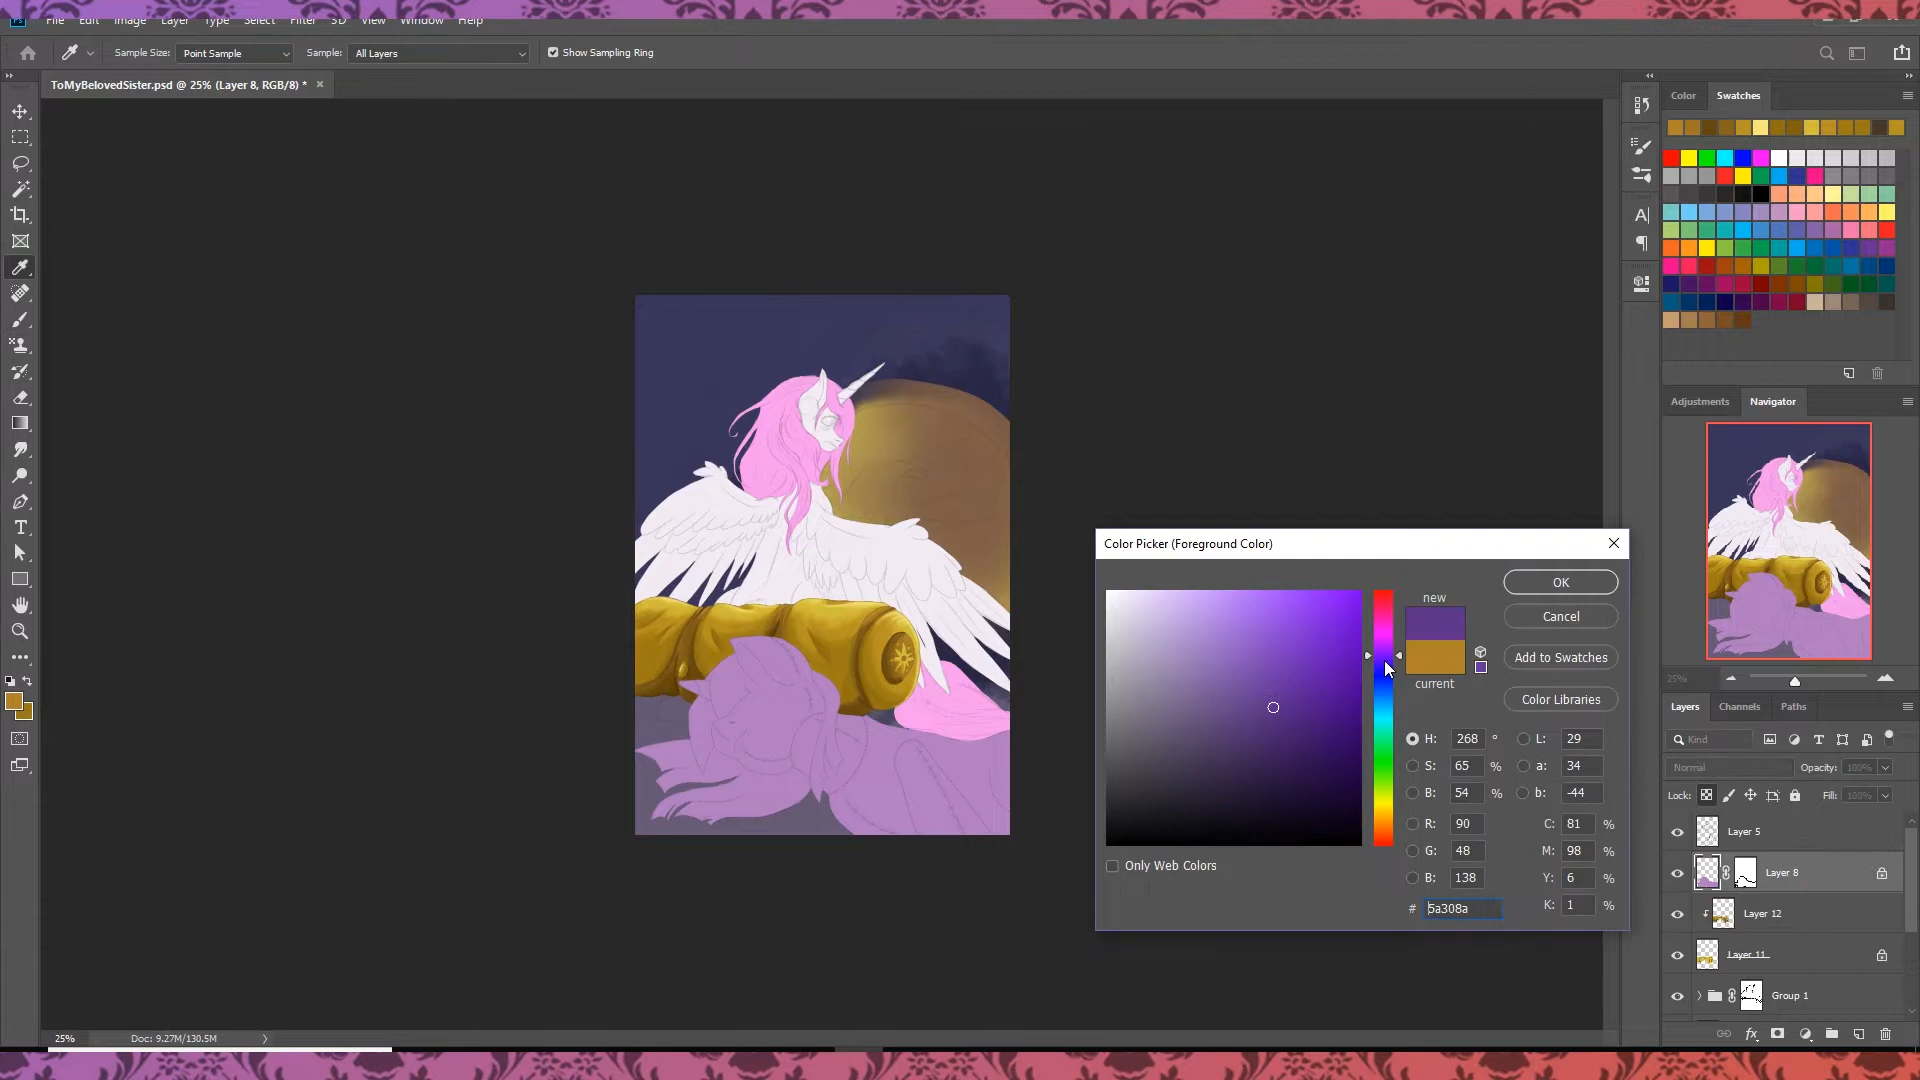 Ps File Edit Image Layer Type Select Filter 3D View Window Help
Sample Size: Point Sample Sample: All Layers Show Sampling Ring
ToMyBelovedSister.psd @ 25% (Layer 8, RGB/8) * ×
Color Swatches
Adjustments Navigator
25%
Color Picker (Foreground Color)
OK
new
Cancel
Add to Swatches
current
Color Libraries
H: 268 ° L: 29
S: 65 % a: 34
B: 54 % b: -44
R: 90 C: 81 %
G: 48 M: 98 %
B: 138 Y: 6 %
# 5a308a K: 1 %
Only Web Colors
Layers Channels Paths
Kind
Normal Opacity: 100%
Lock: Fill: 100%
Layer 5
Layer 8
Layer 12
Layer 11
Group 1
fx
25% Doc: 9.27M/130.5M